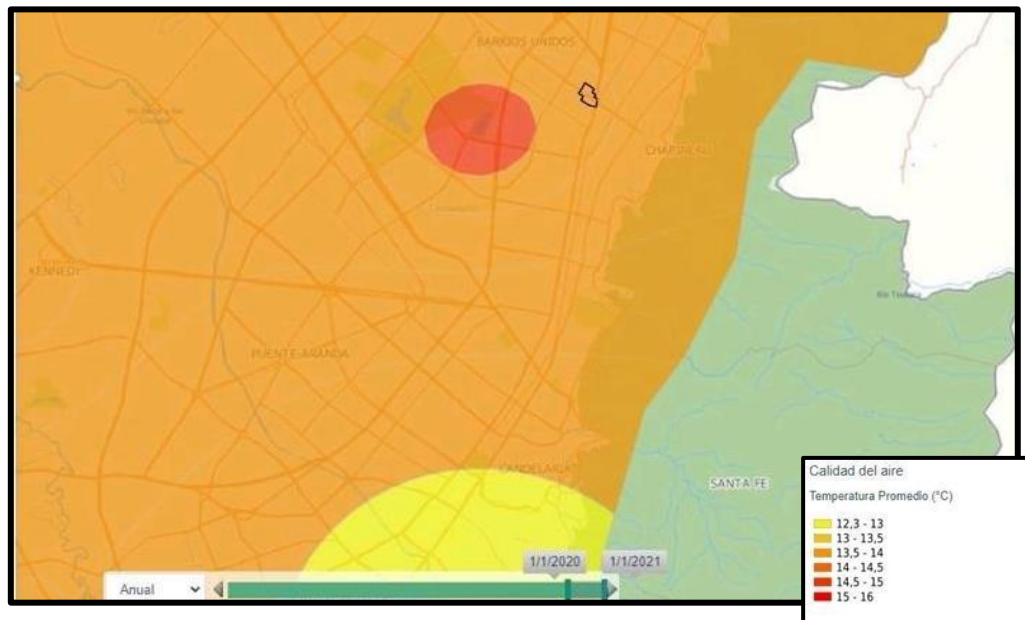 BARRIOS UNIDOS
CHAPINERO
KENNEDY
PUENTE ARANDA
CANDELARIA
SANTA FE
1/1/2020
1/1/2021
Anual
Calidad del aire
Temperatura Promedio (°C)
12,3 - 13
13 - 13,5
13,5 - 14
14 - 14,5
14,5 - 15
15 - 16